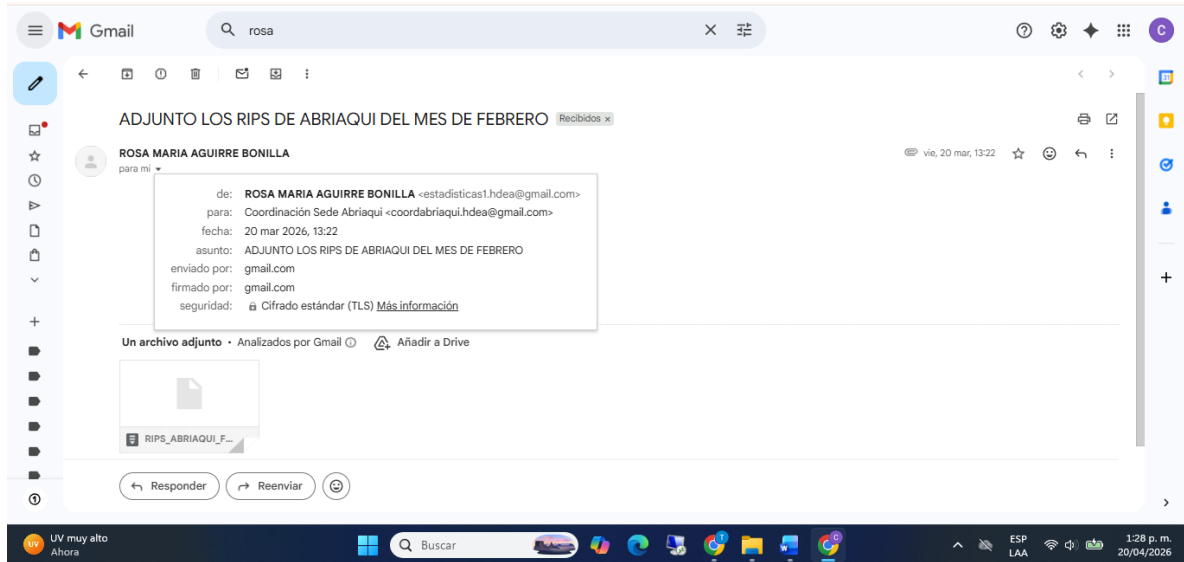 Gmail
rosa
C
31
ADJUNTO LOS RIPS DE ABRIAQUI DEL MES DE FEBRERO Recibidos ×
ROSA MARIA AGUIRRE BONILLA
vie, 20 mar, 13:22
para mí
de: ROSA MARIA AGUIRRE BONILLA <estadisticas1.hdea@gmail.com>
para: Coordinación Sede Abriaqui <coordabriaqui.hdea@gmail.com>
fecha: 20 mar 2026, 13:22
asunto: ADJUNTO LOS RIPS DE ABRIAQUI DEL MES DE FEBRERO
enviado por: gmail.com
firmado por: gmail.com
seguridad: Cifrado estándar (TLS) Más información
Un archivo adjunto • Analizados por Gmail Añadir a Drive
RIPS_ABRIAQUI_F...
Responder
Reenviar
UV
UV muy alto
Ahora
Buscar
ESP
LAA
1:28 p. m.
20/04/2026